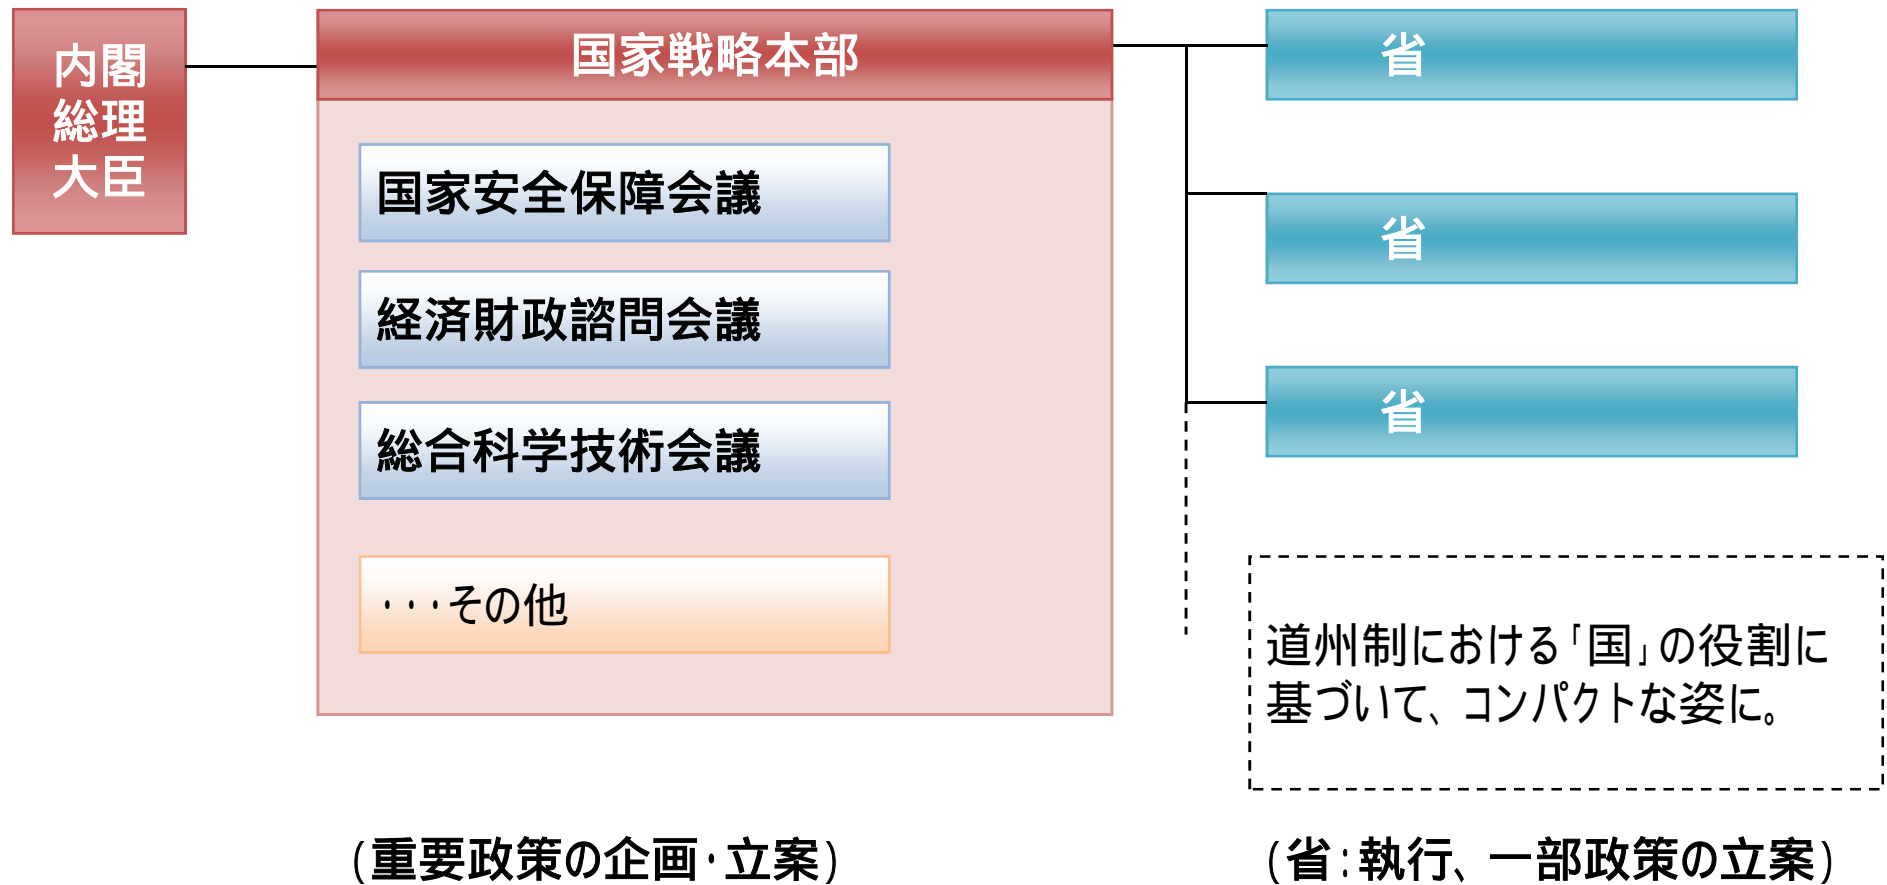 内閣
総理
大臣
国家戦略本部
国家安全保障会議
経済財政諮問会議
総合科学技術会議
・・・その他
(重要政策の企画・立案)
省
省
省
道州制における「国」の役割に
基づいて、コンパクトな姿に。
(省:執行、一部政策の立案)